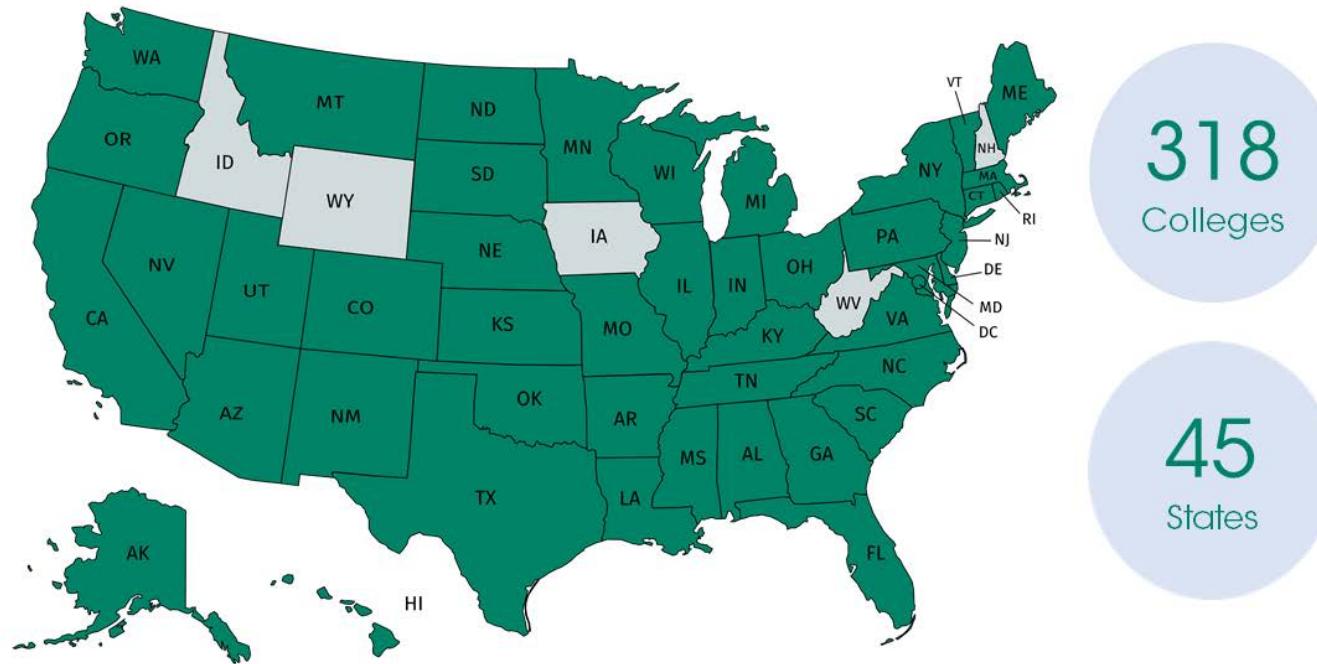 WA
MT
ND
MN
VT
ME
OR
ID
SD
WI
NY
NH
MA
WY
MI
CT
RI
NE
IA
PA
NJ
NV
UT
CO
IL
IN
OH
DE
CA
KS
MO
WV
MD
VA
DC
KY
AZ
NM
OK
AR
TN
NC
SC
MS
AL
GA
TX
LA
FL
AK
HI
318
Colleges
45
States